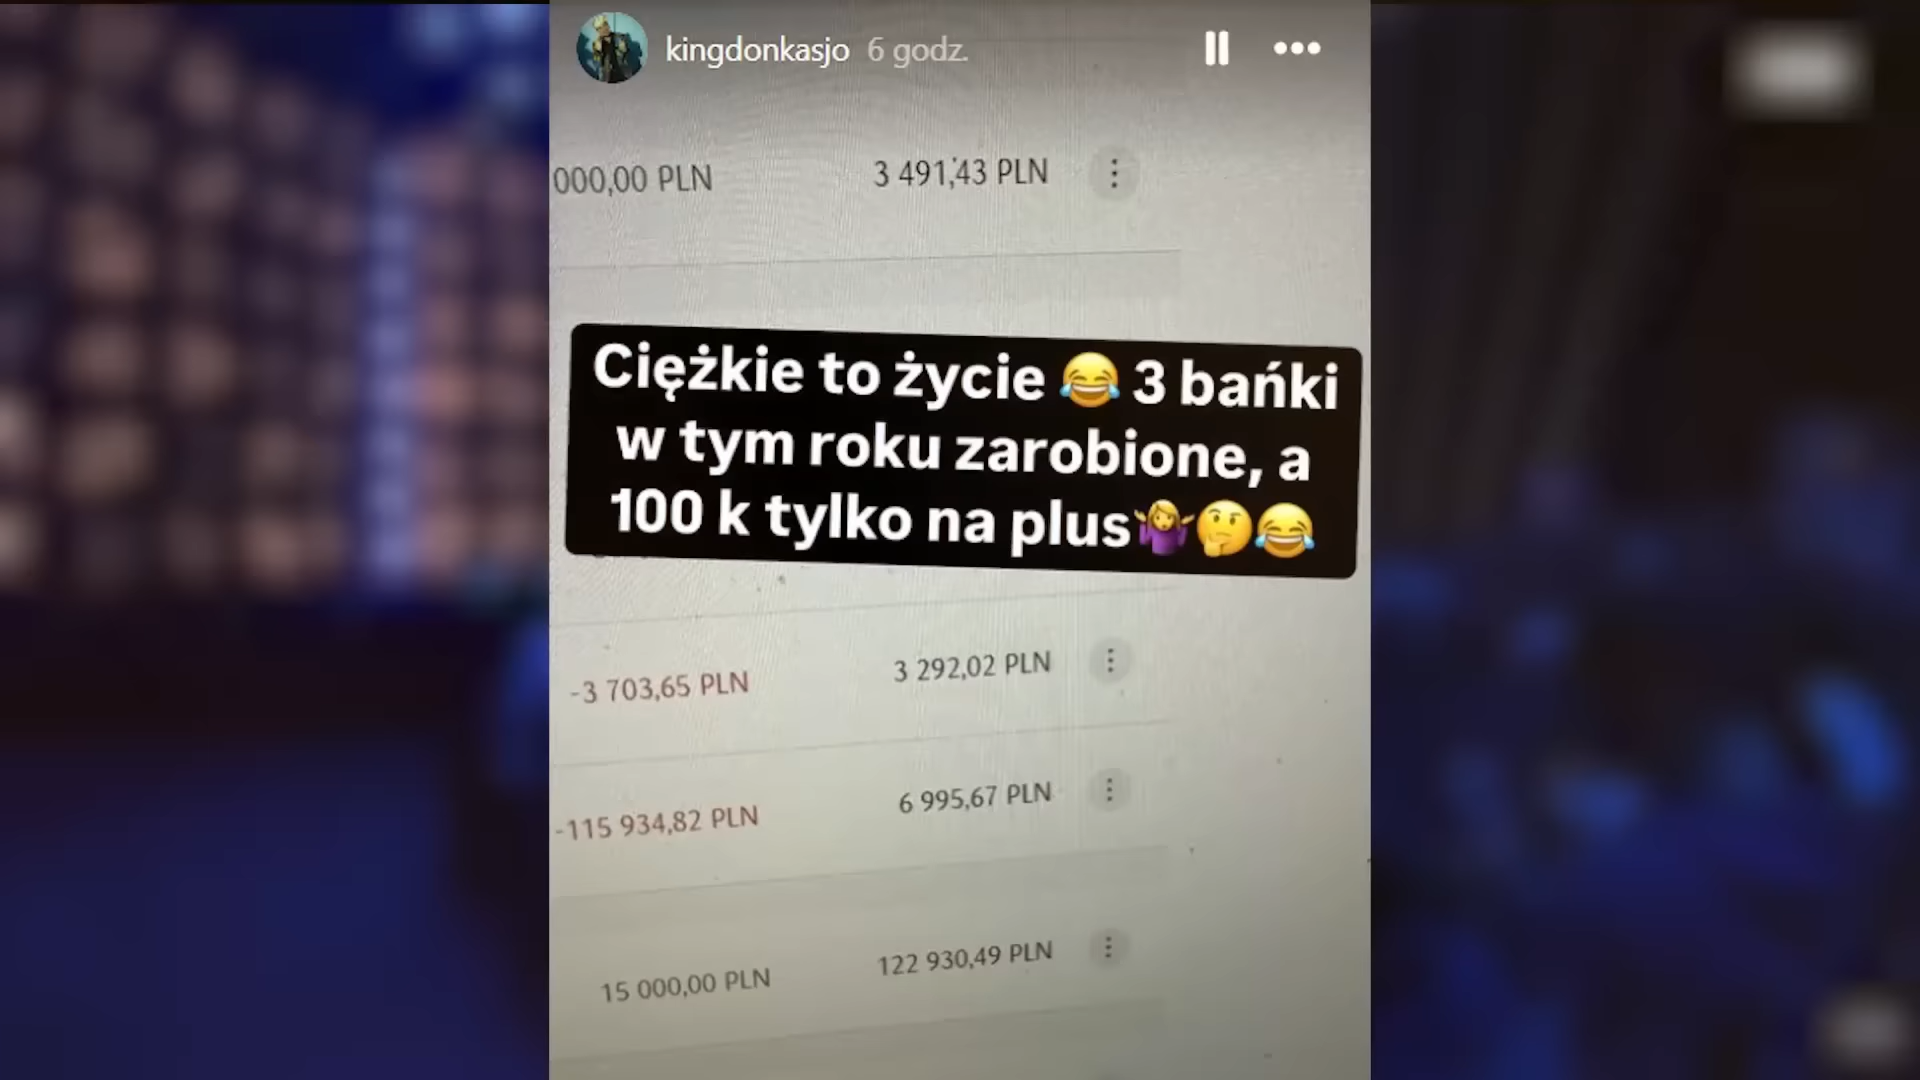 kingdonkasjo 6 godz.
000,00 PLN 3 491,43 PLN
Ciężkie to życie 😂 3 bańki
w tym roku zarobione, a
100 k tylko na plus🤷‍♀️🤔😂
-3 703,65 PLN 3 292,02 PLN
-115 934,82 PLN 6 995,67 PLN
15 000,00 PLN 122 930,49 PLN